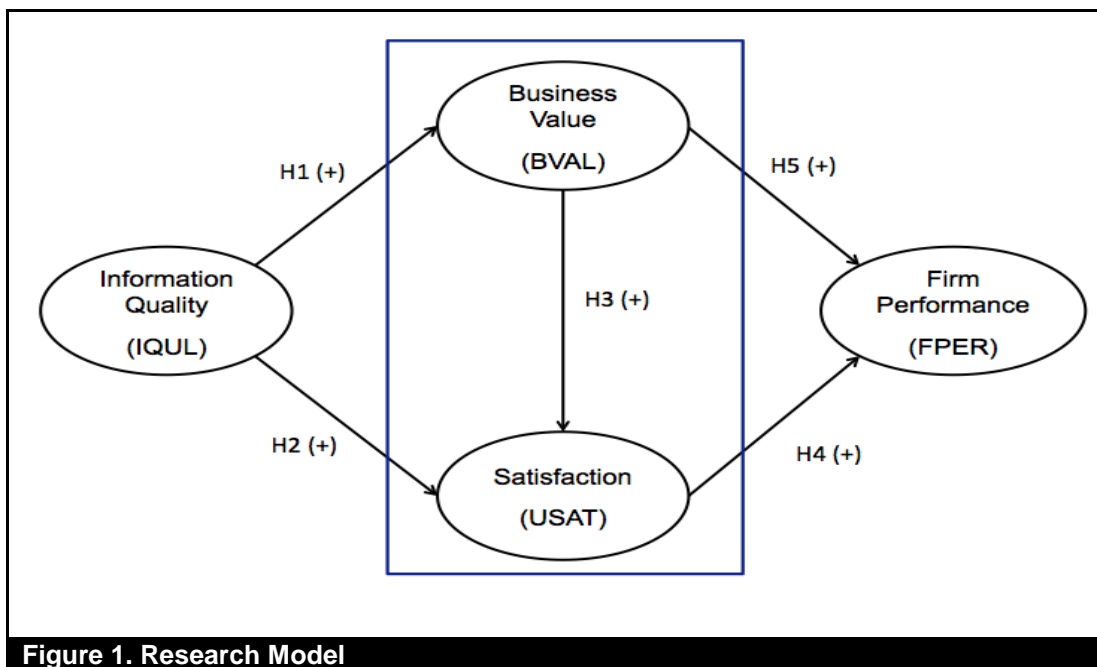 Business
Value
(BVAL)
H1 (+)
H5 (+)
Information
Quality
(IQUL)
H3 (+)
Firm
Performance
(FPER)
H2 (+)
H4 (+)
Satisfaction
(USAT)
Figure 1. Research Model